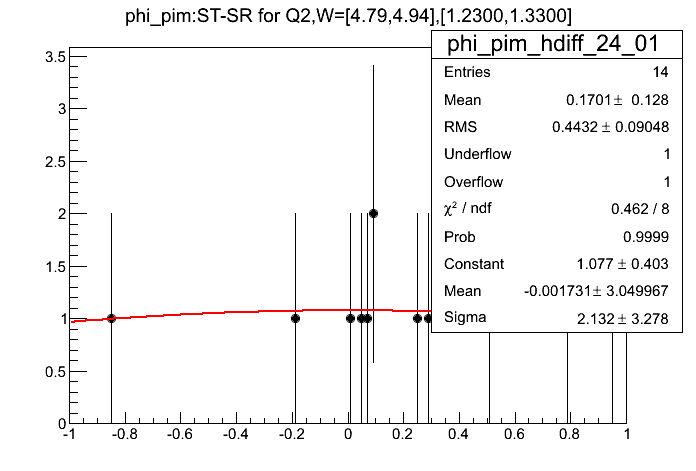 phi_pim:ST-SR for Q2,W=[4.79,4.94],[1.2300,1.3300]
phi_pim_hdiff_24_01
Entries 14
Mean 0.1701 ± 0.128
RMS 0.4432 ± 0.09048
Underflow 1
Overflow 1
χ² / ndf 0.462 / 8
Prob 0.9999
Constant 1.077 ± 0.403
Mean -0.001731 ± 3.049967
Sigma 2.132 ± 3.278
3.5
3
2.5
2
1.5
1
0.5
0
-1 -0.8 -0.6 -0.4 -0.2 0 0.2 0.4 0.6 0.8 1